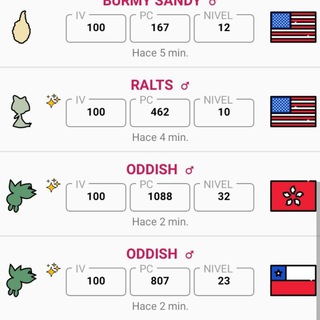 BURMY SANDY ♂
IV PC NIVEL
100 167 12
Hace 5 min.
RALTS ♂
IV PC NIVEL
100 462 10
Hace 4 min.
ODDISH ♂
IV PC NIVEL
100 1088 32
Hace 2 min.
ODDISH ♂
IV PC NIVEL
100 807 23
Hace 2 min.